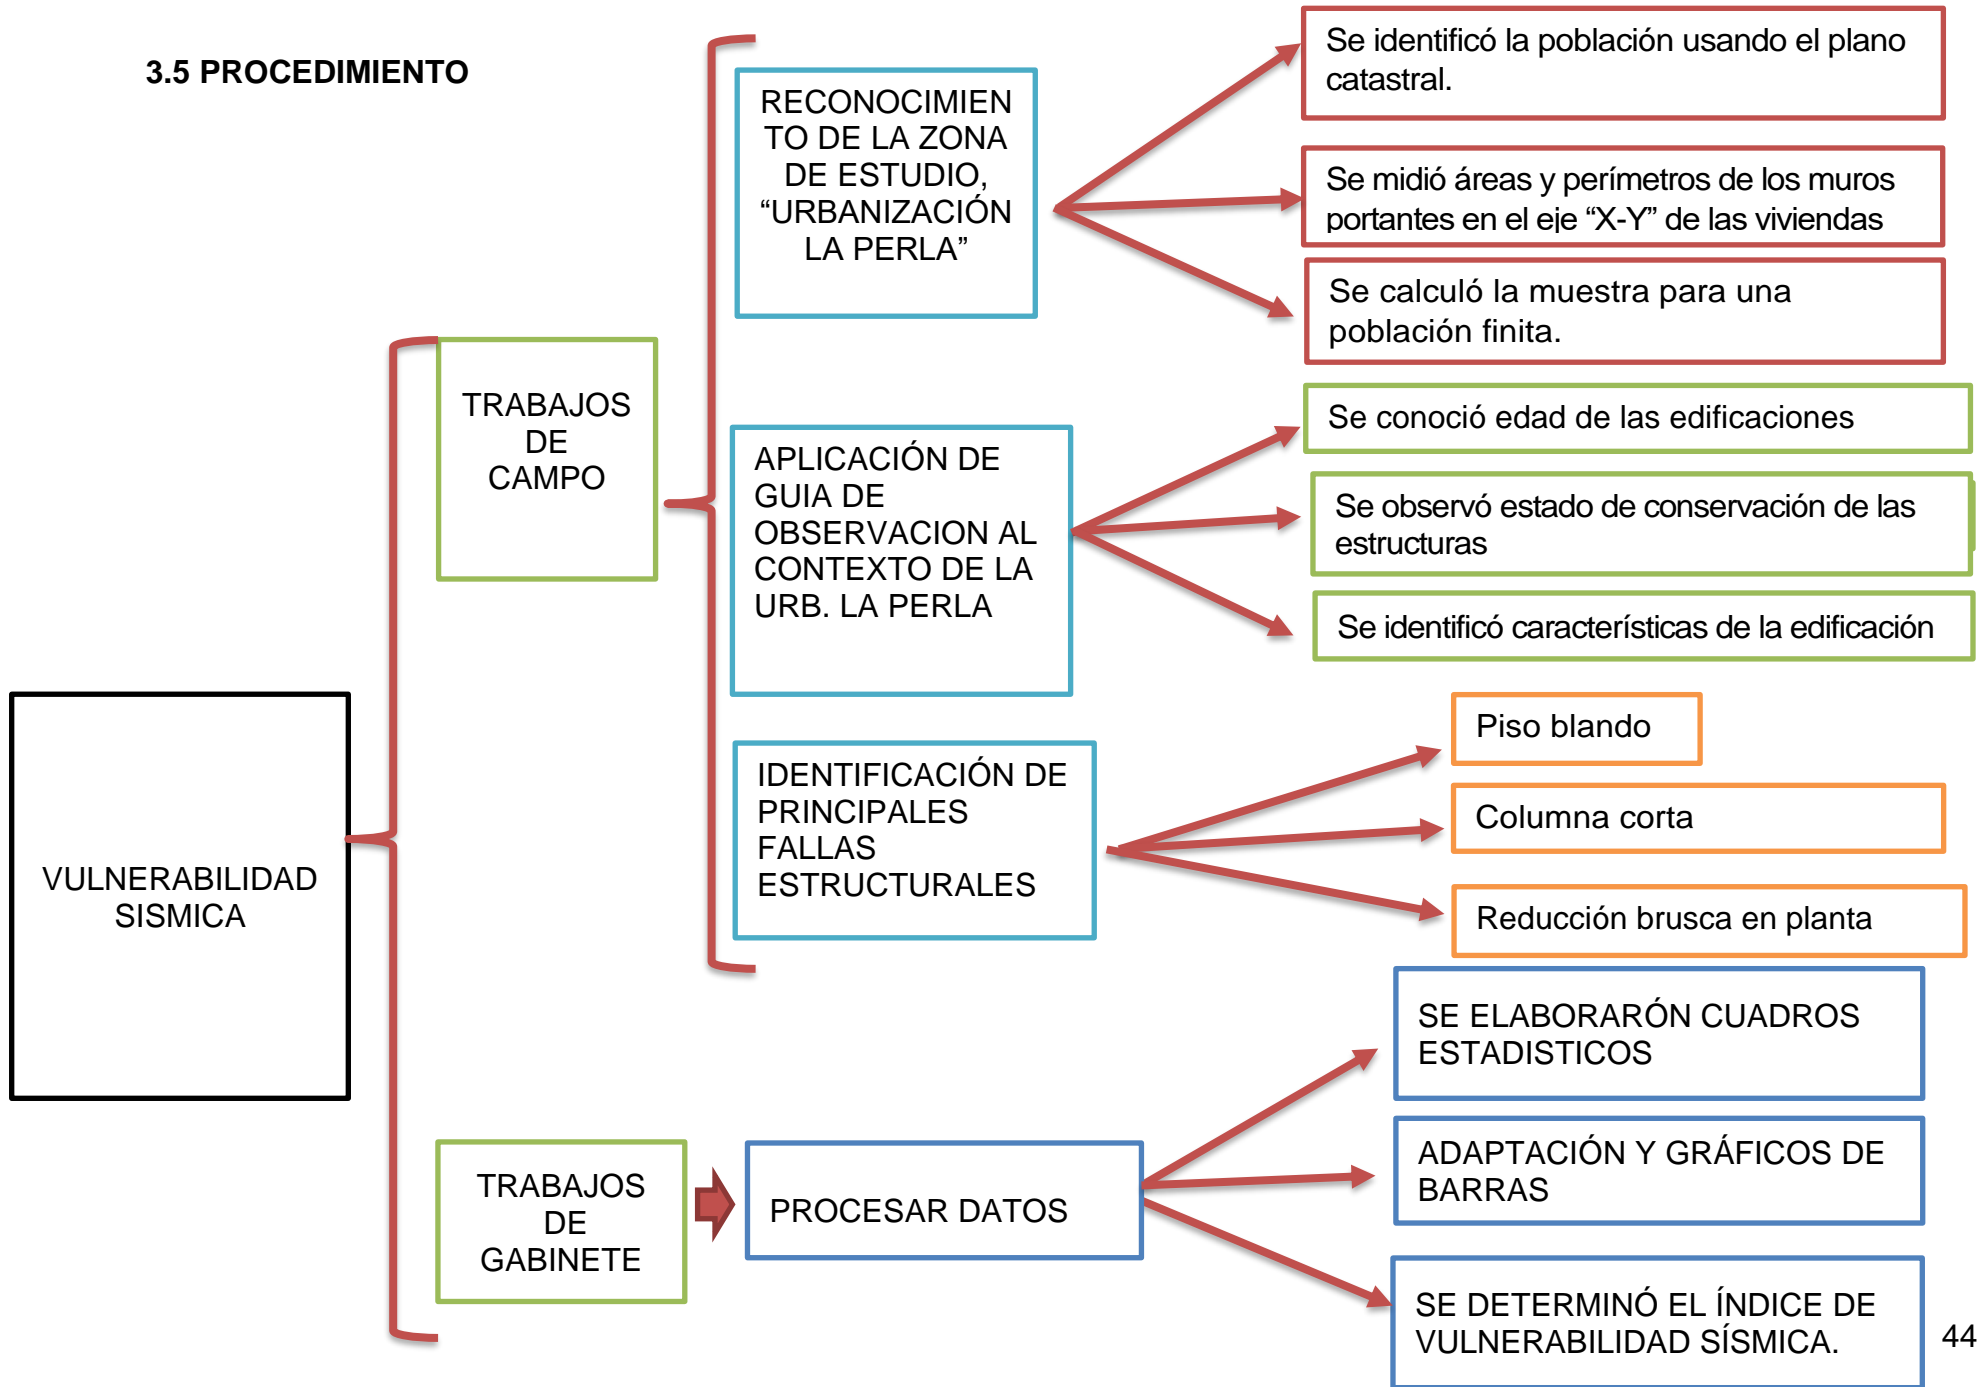 3.5 PROCEDIMIENTO
VULNERABILIDAD
SISMICA
TRABAJOS
DE
CAMPO
RECONOCIMIEN
TO DE LA ZONA
DE ESTUDIO,
“URBANIZACIÓN
LA PERLA”
Se identificó la población usando el plano
catastral.
Se midió áreas y perímetros de los muros
portantes en el eje “X-Y” de las viviendas
Se calculó la muestra para una
población finita.
APLICACIÓN DE
GUIA DE
OBSERVACION AL
CONTEXTO DE LA
URB. LA PERLA
Se conoció edad de las edificaciones
Se observó estado de conservación de las
estructuras
Se identificó características de la edificación
IDENTIFICACIÓN DE
PRINCIPALES
FALLAS
ESTRUCTURALES
Piso blando
Columna corta
Reducción brusca en planta
TRABAJOS
DE
GABINETE
PROCESAR DATOS
SE ELABORARÓN CUADROS
ESTADISTICOS
ADAPTACIÓN Y GRÁFICOS DE
BARRAS
SE DETERMINÓ EL ÍNDICE DE
VULNERABILIDAD SÍSMICA.
44